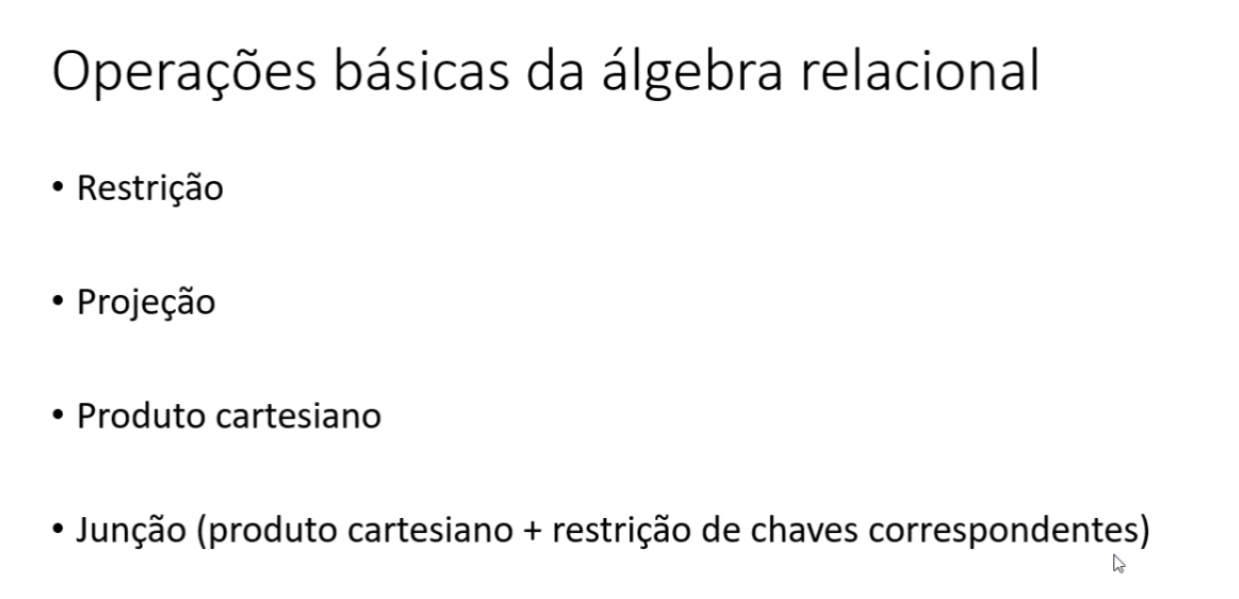 Operações básicas da álgebra relacional
• Restrição
• Projeção
• Produto cartesiano
• Junção (produto cartesiano + restrição de chaves correspondentes)